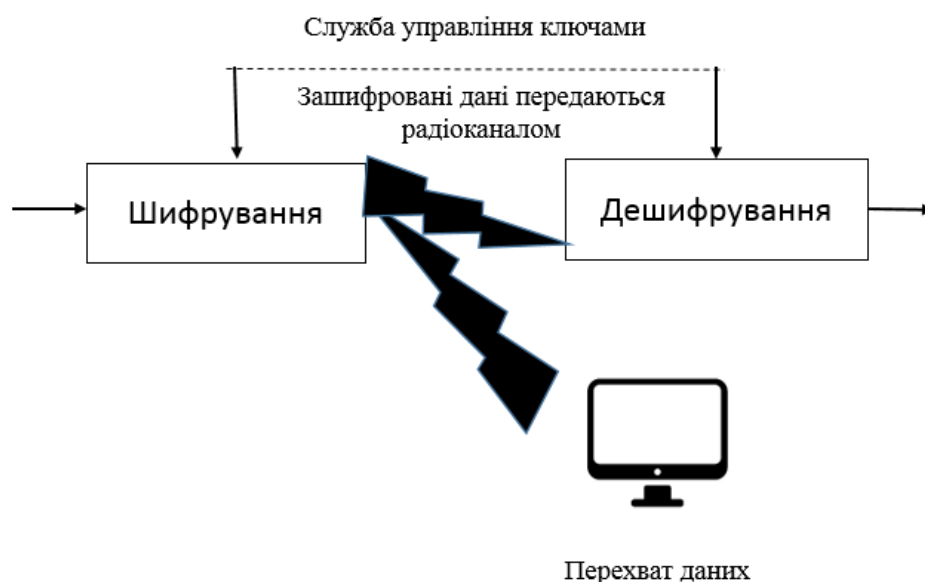 Служба управління ключами
Зашифровані дані передаються
радіоканалом
Шифрування
Дешифрування
Перехват даних